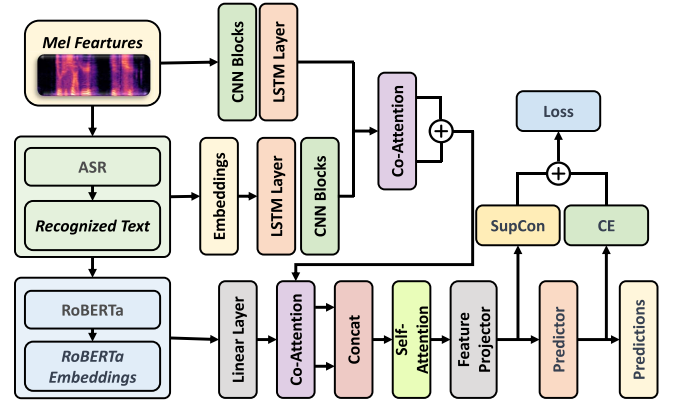 Mel Feartures
CNN Blocks
LSTM Layer
Co-Attention
ASR
Recognized Text
Embeddings
LSTM Layer
CNN Blocks
Loss
SupCon
CE
RoBERTa
RoBERTa
Embeddings
Linear Layer
Co-Attention
Concat
Self-
Attention
Feature
Projector
Predictor
Predictions